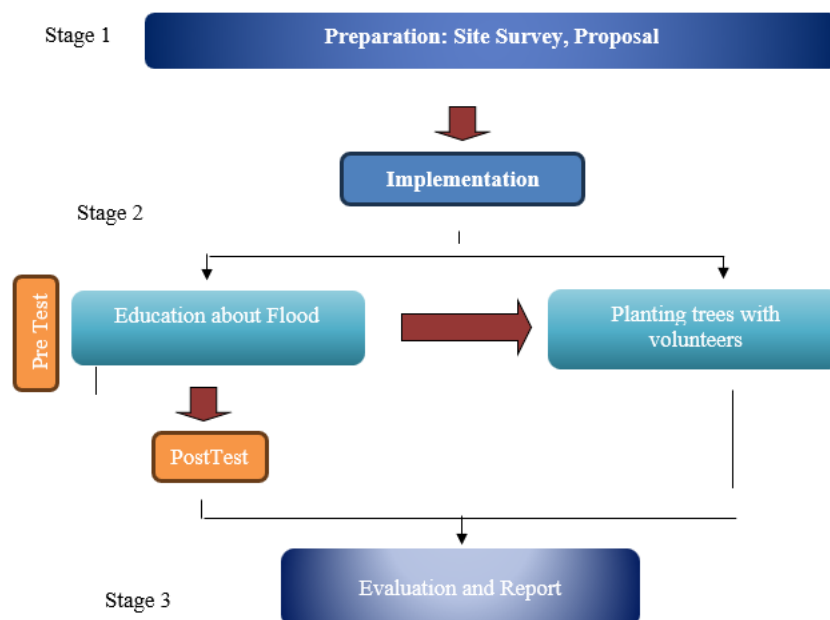 Stage 1
Preparation: Site Survey, Proposal
Implementation
Stage 2
Pre Test
Education about Flood
Planting trees with
volunteers
PostTest
Evaluation and Report
Stage 3